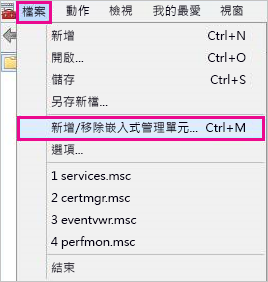 檔案 動作 檢視 我的最愛 視窗
新增 Ctrl+N
開啟... Ctrl+O
儲存 Ctrl+S
另存新檔...
新增/移除嵌入式管理單元... Ctrl+M
選項...
1 services.msc
2 certmgr.msc
3 eventvwr.msc
4 perfmon.msc
結束